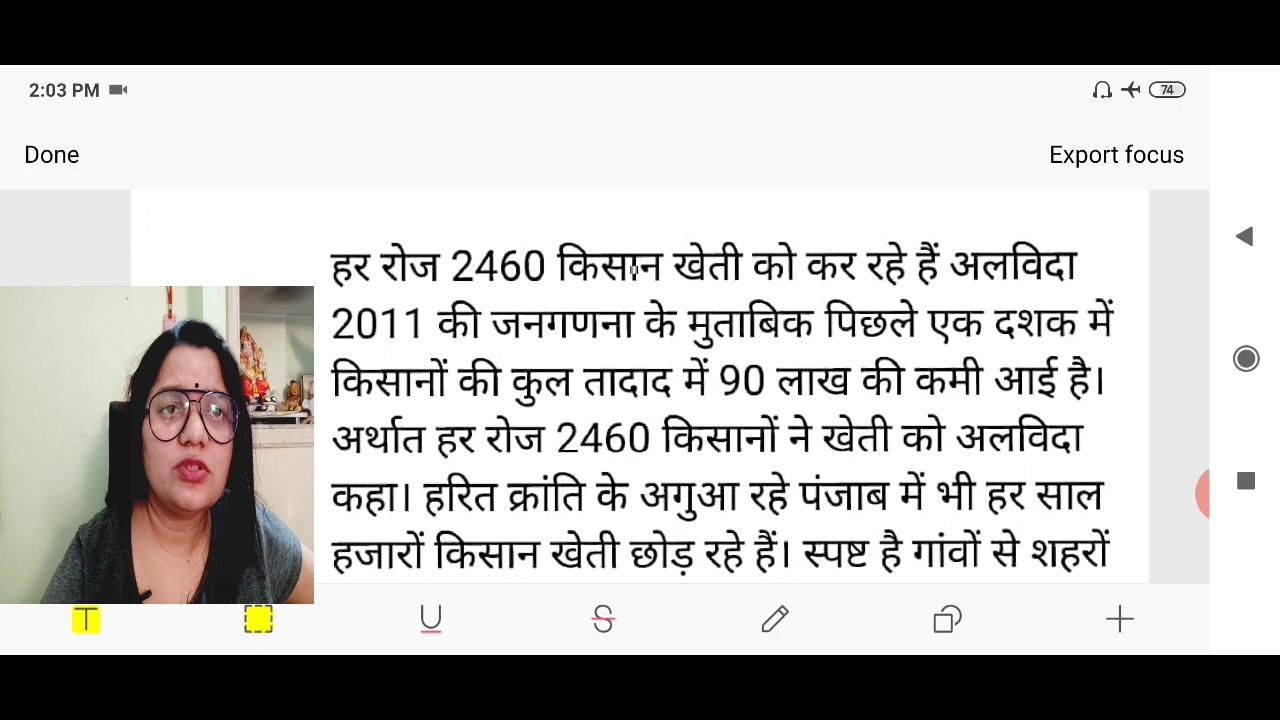 2:03 PM
74
Done
Export focus
हर रोज 2460 किसान खेती को कर रहे हैं अलविदा
2011 की जनगणना के मुताबिक पिछले एक दशक में
किसानों की कुल तादाद में 90 लाख की कमी आई है।
अर्थात हर रोज 2460 किसानों ने खेती को अलविदा
कहा। हरित क्रांति के अगुआ रहे पंजाब में भी हर साल
हजारों किसान खेती छोड़ रहे हैं। स्पष्ट है गांवों से शहरों
T
U
S